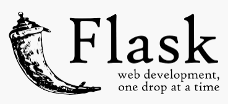 Flask
web development,
one drop at a time